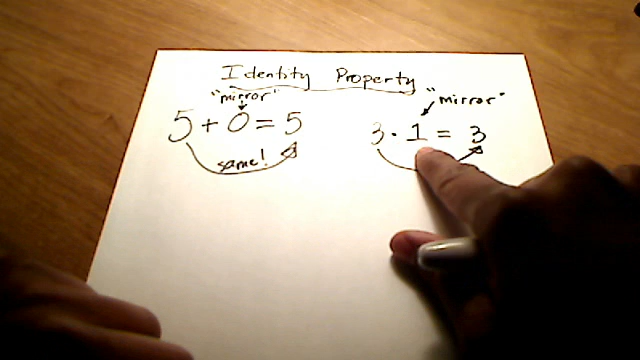 Identity Property
"mirror"
5 + 0 = 5
same!
"mirror"
3 · 1 = 3